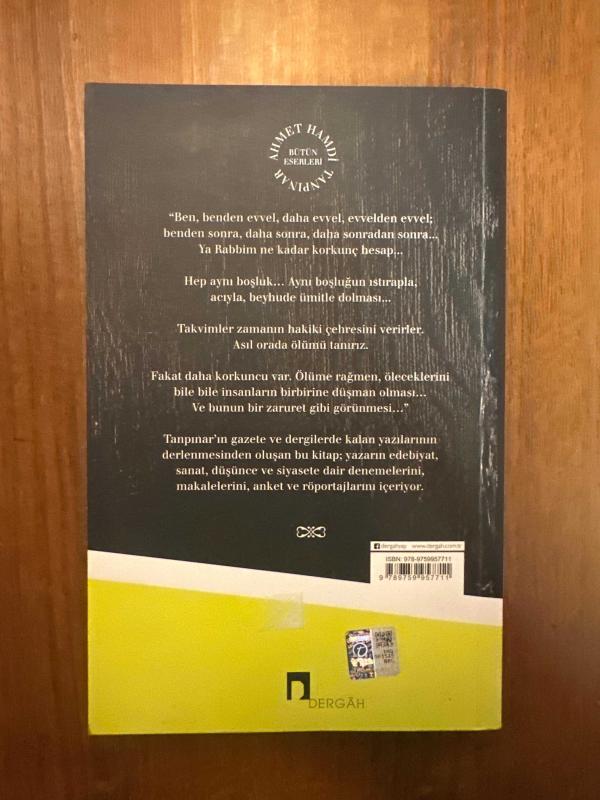 AHMET HAMDİ TANPINAR
BÜTÜN
ESERLERİ
“Ben, benden evvel, daha evvel, evvelden evvel;
benden sonra, daha sonra, daha sonradan sonra...
Ya Rabbim ne kadar korkunç hesap...
Hep aynı boşluk... Aynı boşluğun ıstırapla,
acıyla, beyhude ümitle dolması...
Takvimler zamanın hakiki çehresini verirler.
Asıl orada ölümü tanırız.
Fakat daha korkuncu var. Ölüme rağmen, öleceklerini
bile bile insanların birbirine düşman olması...
Ve bunun bir zaruret gibi görünmesi...”
Tanpınar’ın gazete ve dergilerde kalan yazılarının
derlenmesinden oluşan bu kitap; yazarın edebiyat,
sanat, düşünce ve siyasete dair denemelerini,
makalelerini, anket ve röportajlarını içeriyor.
dergahyay www.dergah.com.tr
ISBN: 978-9759957711
9 789759 957711
DERGÂH